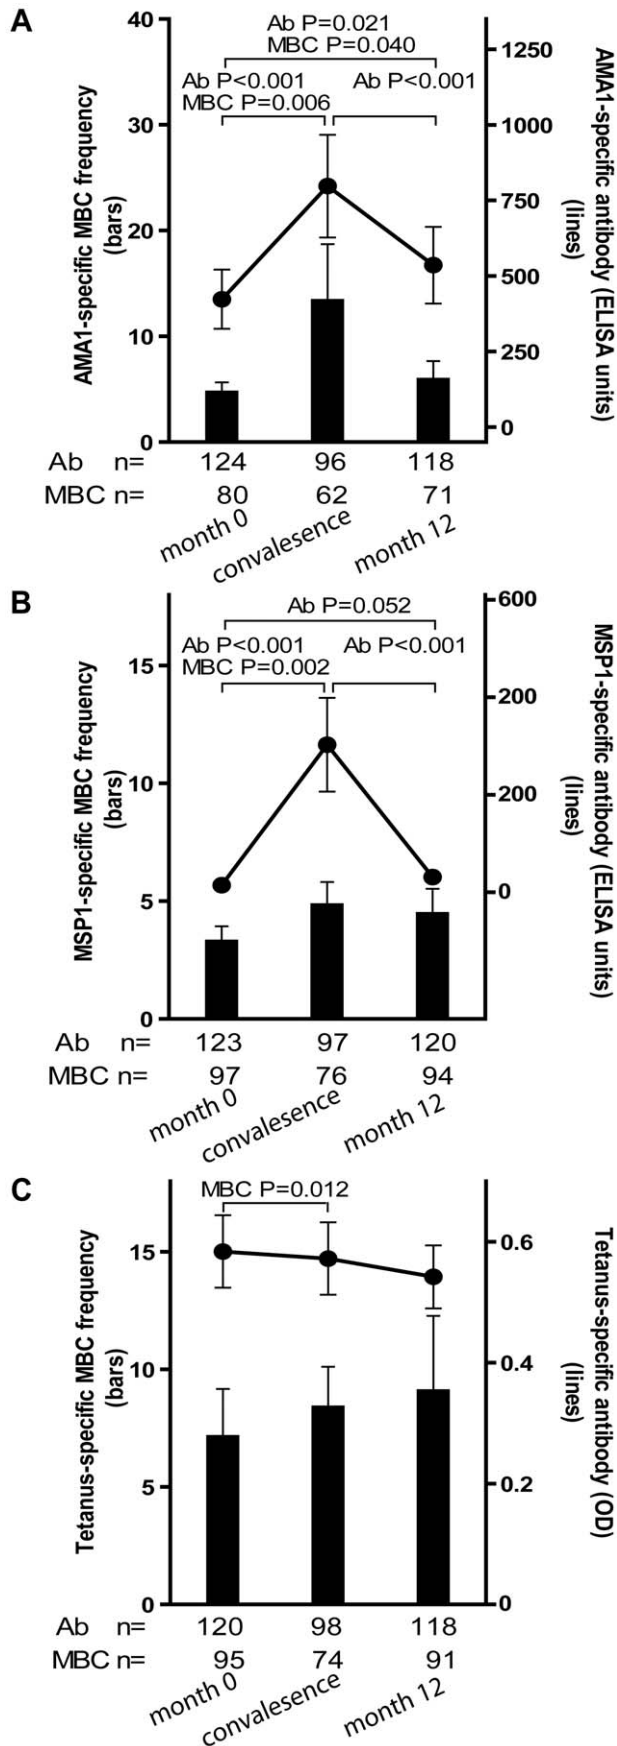 A
AMA1-specific MBC frequency
(bars)
40
30
20
10
0
Ab P=0.021
MBC P=0.040
Ab P<0.001
MBC P=0.006
Ab P<0.001
1250
1000
750
500
250
0
AMA1-specific antibody (ELISA units)
(lines)
Ab n= 124 96 118
MBC n= 80 62 71
month 0 convalesence month 12
B
MSP1-specific MBC frequency
(bars)
15
10
5
0
Ab P=0.052
Ab P<0.001
MBC P=0.002
Ab P<0.001
600
200
200
0
MSP1-specific antibody (ELISA units)
(lines)
Ab n= 123 97 120
MBC n= 97 76 94
month 0 convalesence month 12
C
Tetanus-specific MBC frequency
(bars)
15
10
5
0
MBC P=0.012
0.6
0.4
0.2
0
Tetanus-specific antibody (OD)
(lines)
Ab n= 120 98 118
MBC n= 95 74 91
month 0 convalesence month 12